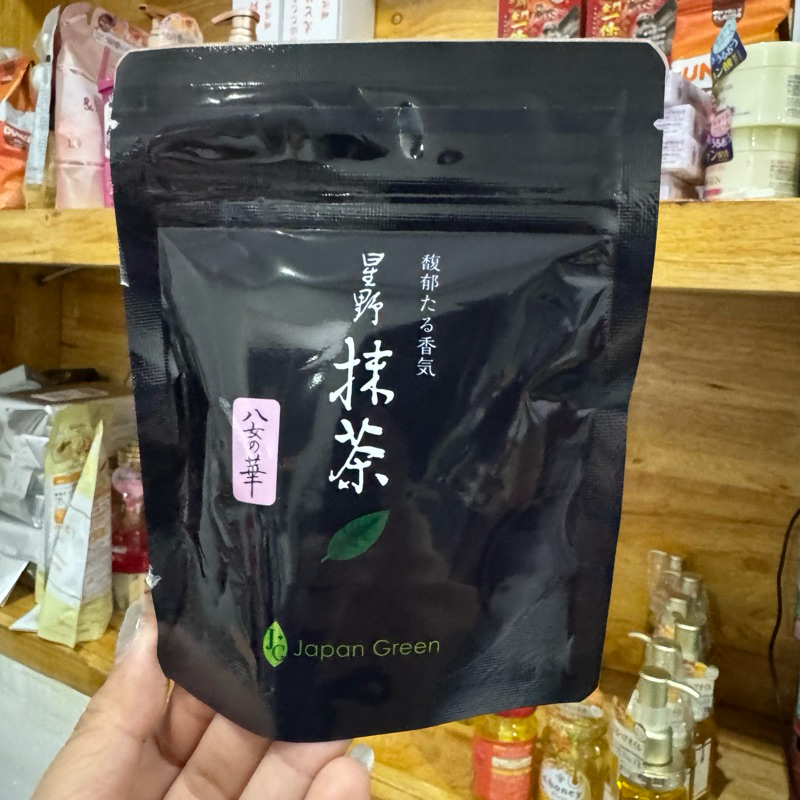 馥郁たる香気
星野
抹茶
八女の華
Japan Green